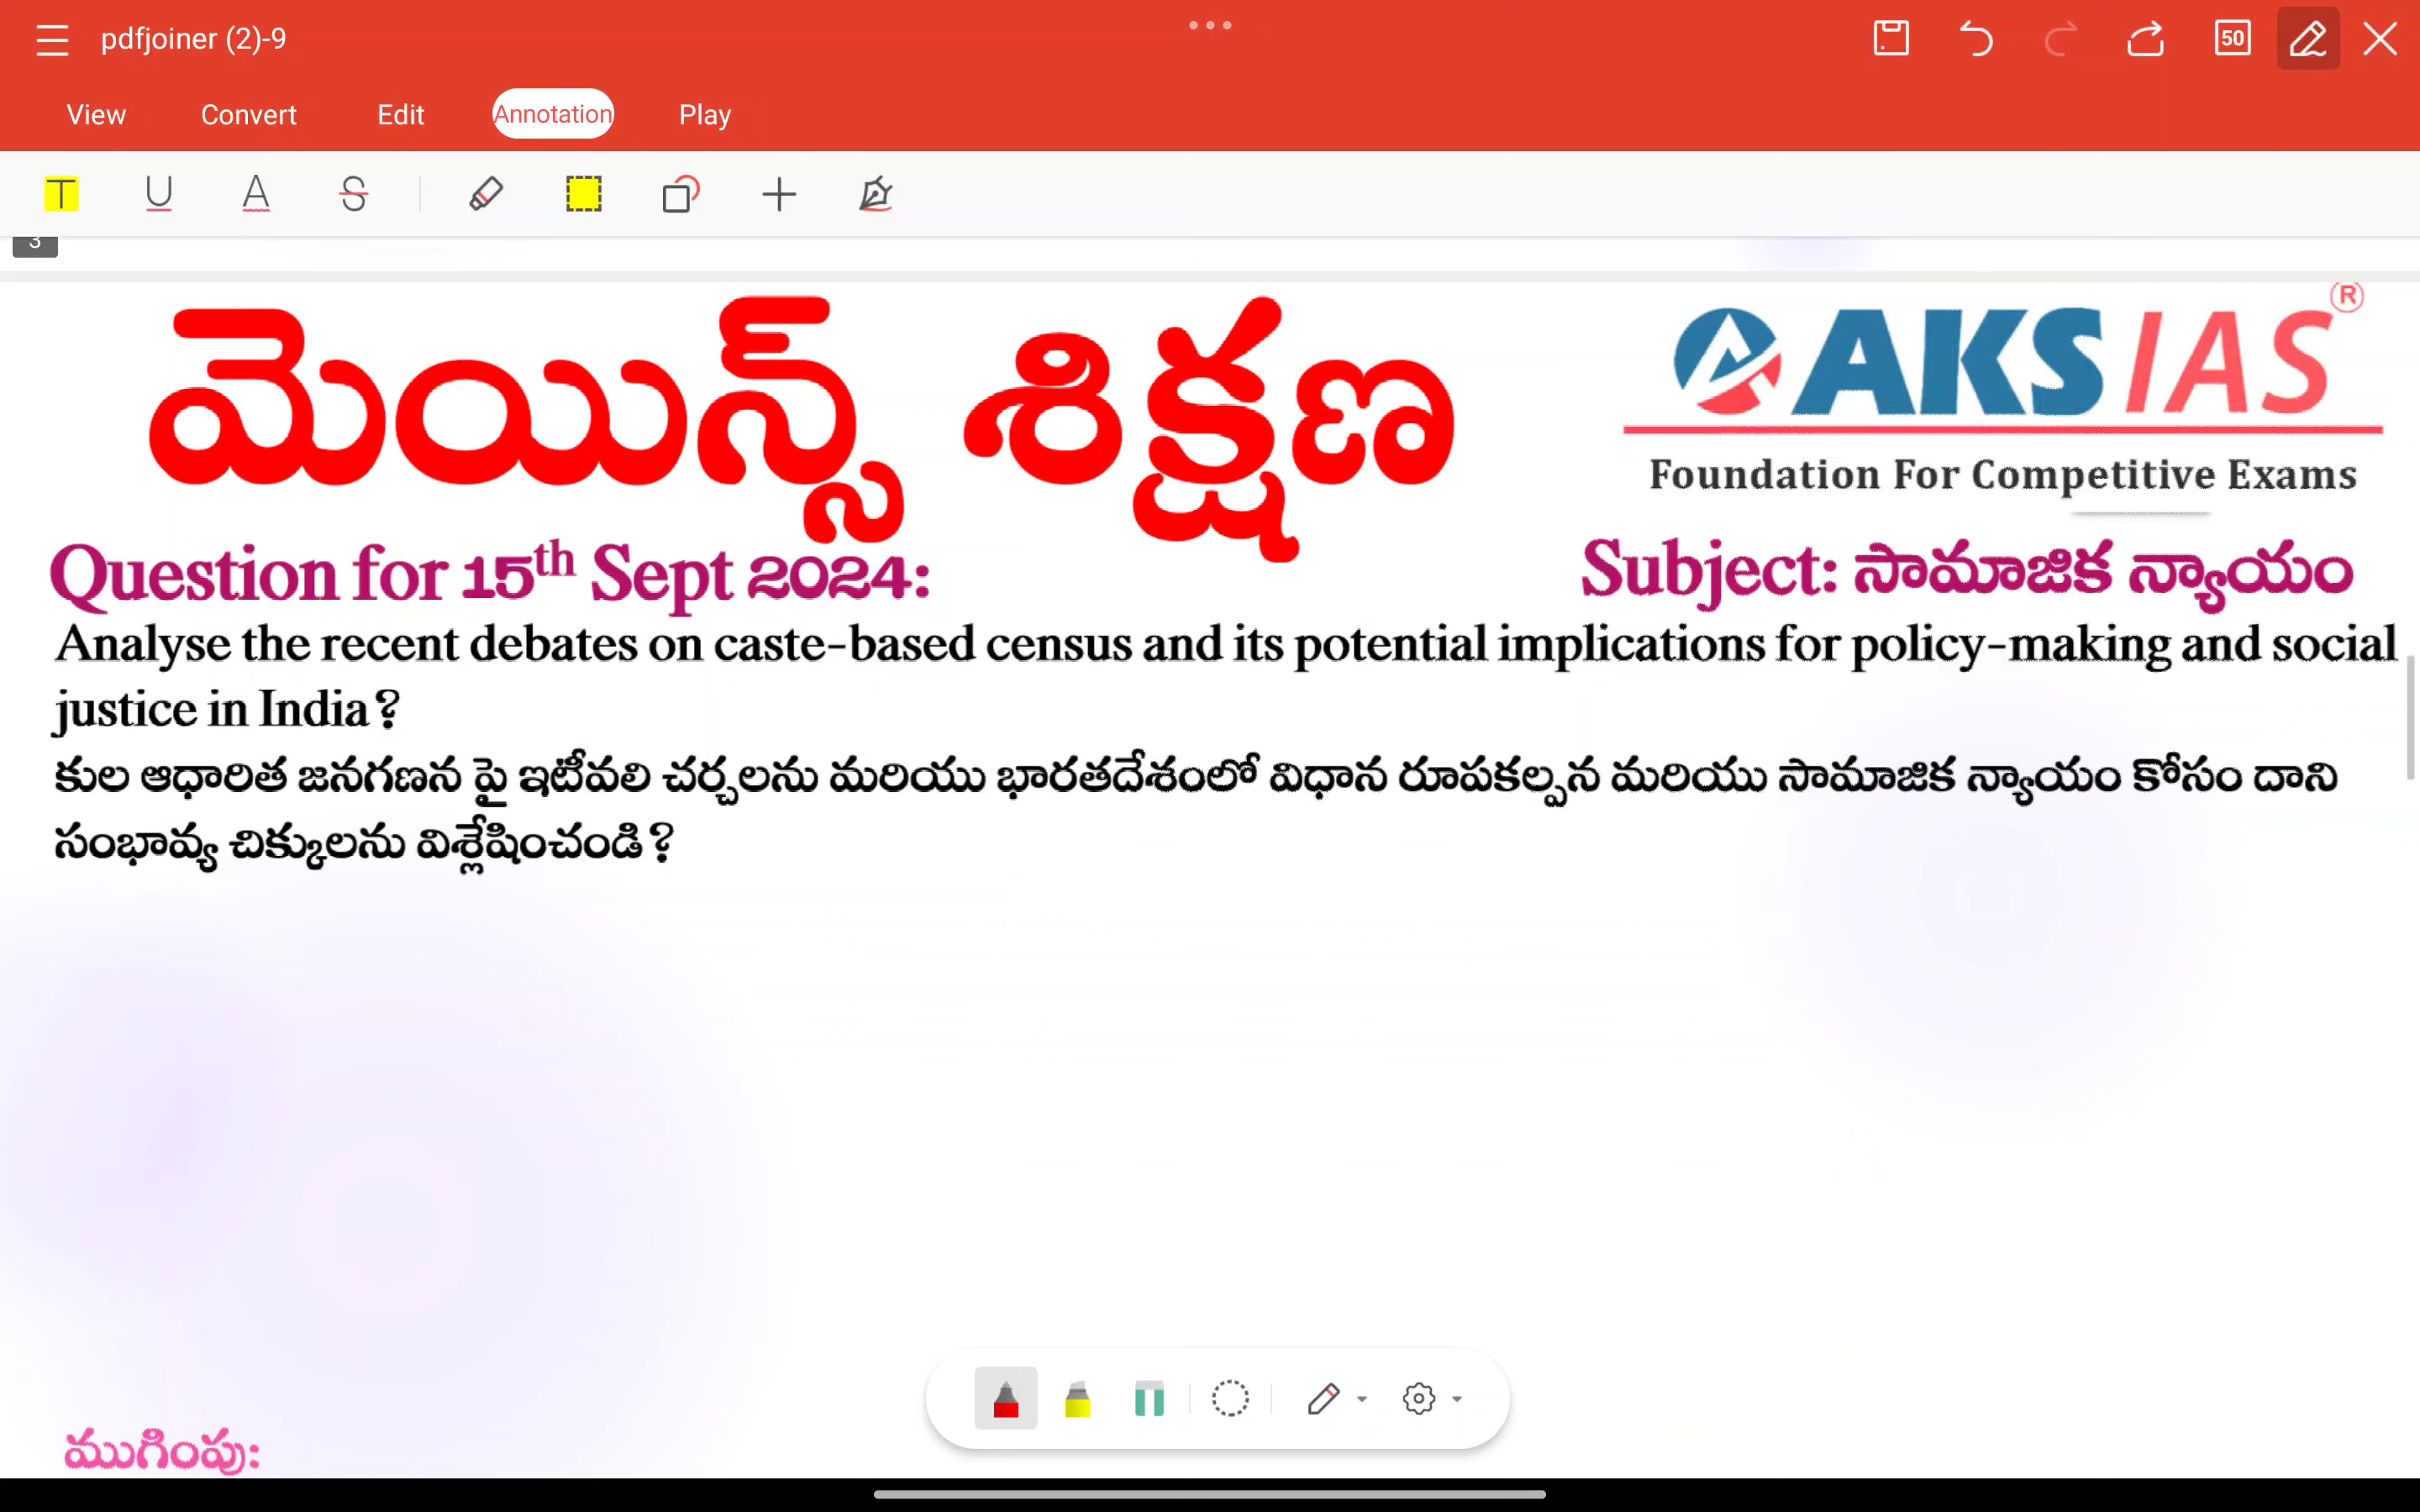 pdfjoiner (2)-9
50
View Convert Edit Annotation Play
T U A S
3
మెయిన్స్ శిక్షణ
AKS IAS ®
Foundation For Competitive Exams
Question for 15th Sept 2024:
Subject: సామాజిక న్యాయం
Analyse the recent debates on caste-based census and its potential implications for policy-making and social
justice in India?
కుల ఆధారిత జనగణన పై ఇటీవలి చర్చలను మరియు భారతదేశంలో విధాన రూపకల్పన మరియు సామాజిక న్యాయం కోసం దాని
సంభావ్య చిక్కులను విశ్లేషించండి?
ముగింపు: